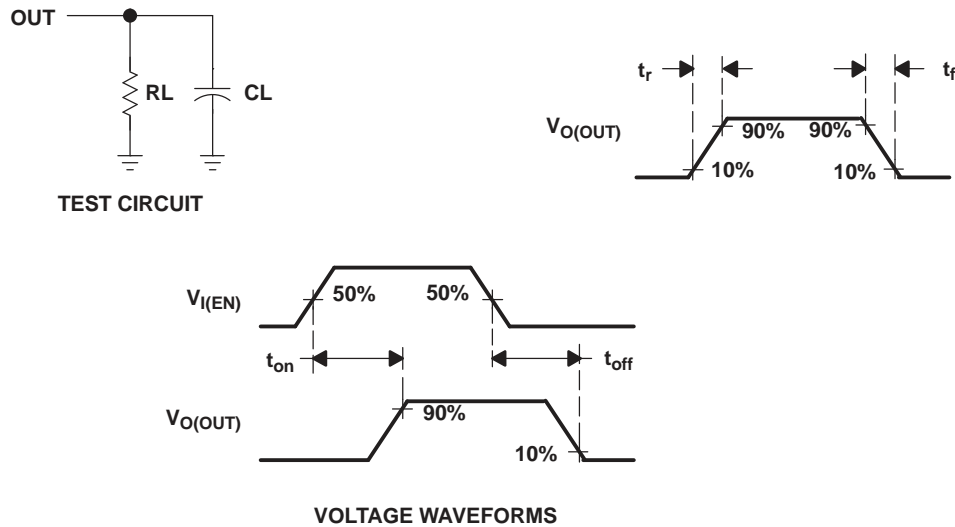 OUT
RL
CL
TEST CIRCUIT
tr
tf
VO(OUT)
90%
90%
10%
10%
VI(EN)
50%
50%
ton
toff
VO(OUT)
90%
10%
VOLTAGE WAVEFORMS